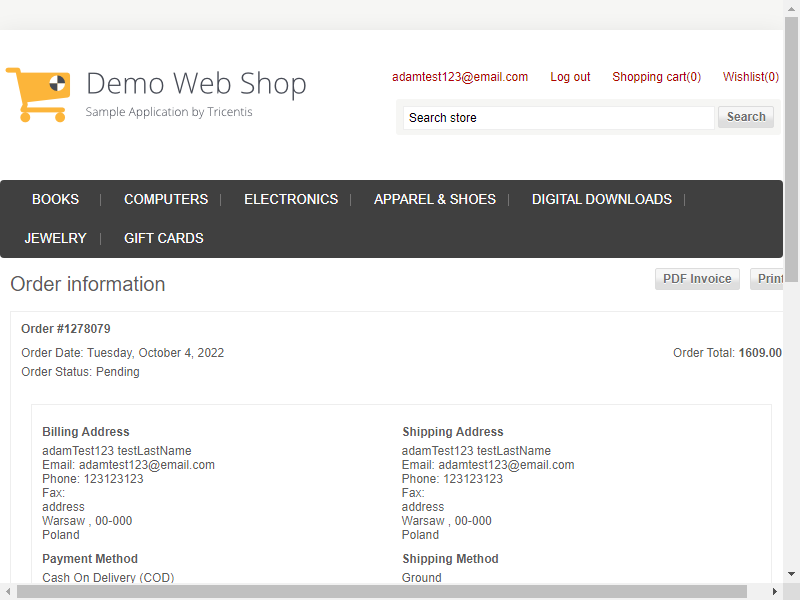 Demo Web Shop
Sample Application by Tricentis
adamtest123@email.com Log out Shopping cart(0) Wishlist(0)
Search store Search
BOOKS COMPUTERS ELECTRONICS APPAREL & SHOES DIGITAL DOWNLOADS
JEWELRY GIFT CARDS
Order information
PDF Invoice Print
Order #1278079
Order Date: Tuesday, October 4, 2022
Order Total: 1609.00
Order Status: Pending
Billing Address
adamTest123 testLastName
Email: adamtest123@email.com
Phone: 123123123
Fax:
address
Warsaw , 00-000
Poland
Payment Method
Cash On Delivery (COD)
Shipping Address
adamTest123 testLastName
Email: adamtest123@email.com
Phone: 123123123
Fax:
address
Warsaw , 00-000
Poland
Shipping Method
Ground